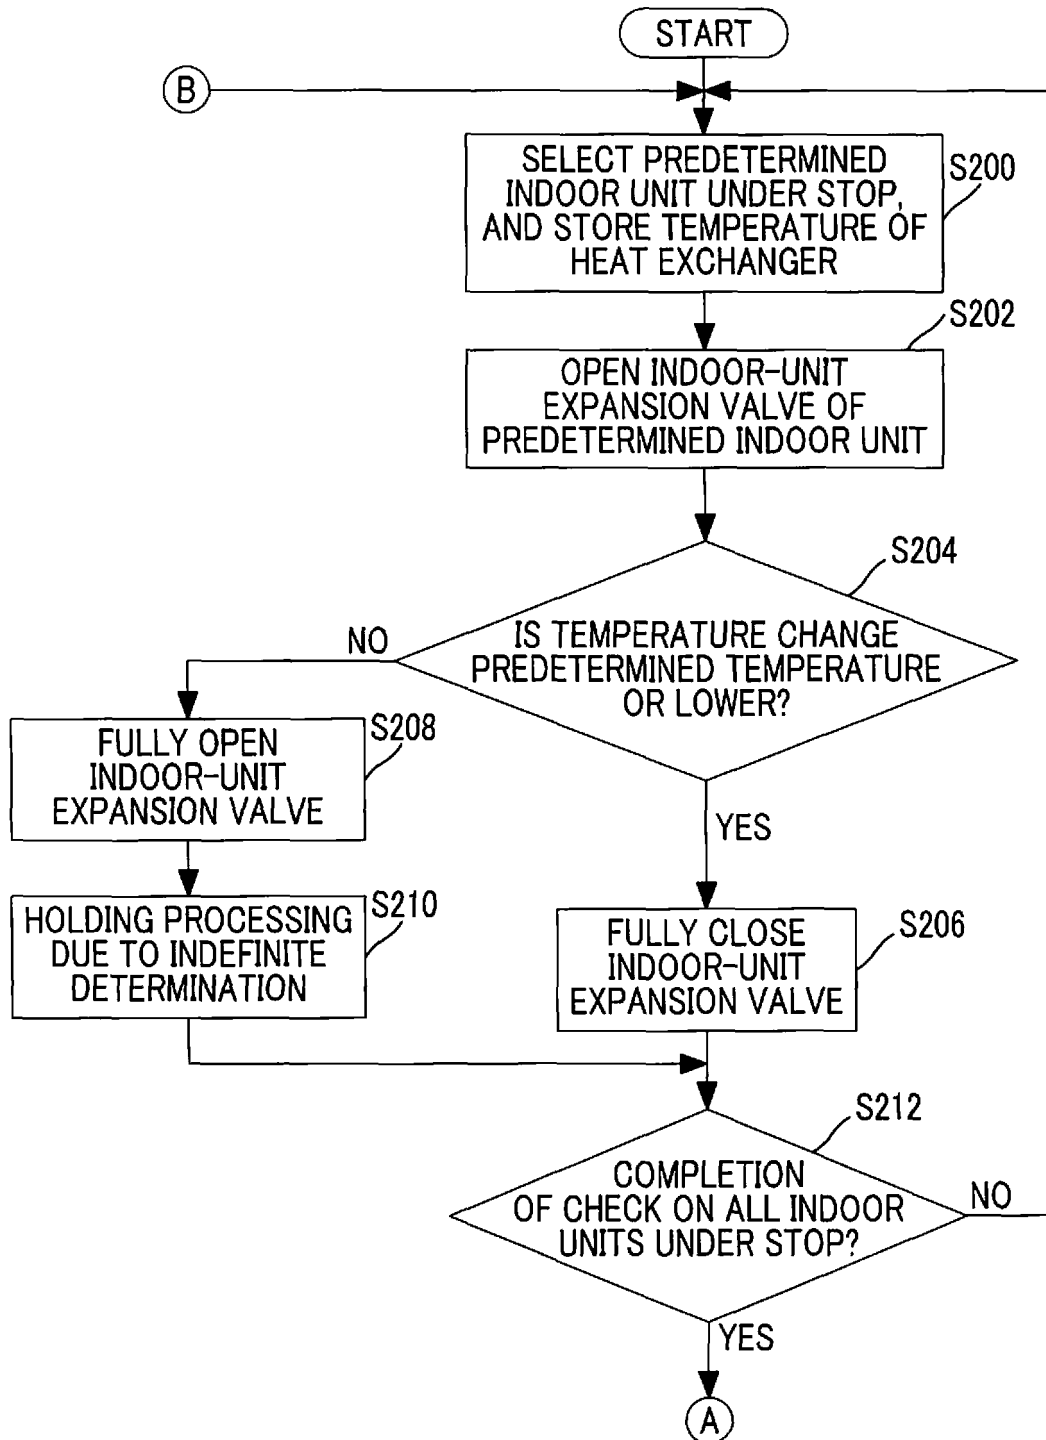 START
B
SELECT PREDETERMINED
INDOOR UNIT UNDER STOP,
AND STORE TEMPERATURE OF
HEAT EXCHANGER
S200
S202
OPEN INDOOR-UNIT
EXPANSION VALVE OF
PREDETERMINED INDOOR UNIT
S204
IS TEMPERATURE CHANGE
PREDETERMINED TEMPERATURE
OR LOWER?
NO
S208
FULLY OPEN
INDOOR-UNIT
EXPANSION VALVE
YES
S210
HOLDING PROCESSING
DUE TO INDEFINITE
DETERMINATION
S206
FULLY CLOSE
INDOOR-UNIT
EXPANSION VALVE
S212
COMPLETION
OF CHECK ON ALL INDOOR
UNITS UNDER STOP?
NO
YES
A